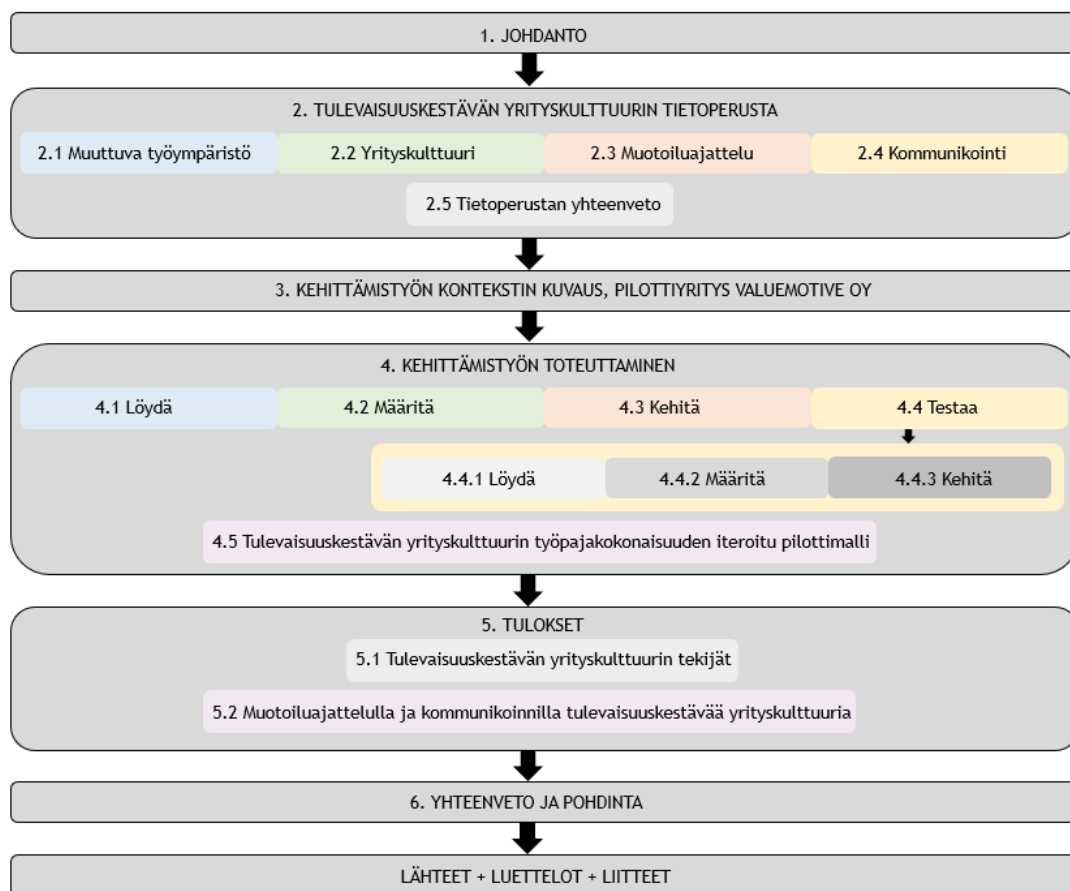 1. JOHDANTO
2. TULEVAISUUSKESTÄVÄN YRITYSKULTTUURIN TIETOPERUSTA
2.1 Muuttuva työympäristö
2.2 Yrityskulttuuri
2.3 Muotoiluajattelu
2.4 Kommunikointi
2.5 Tietoperustan yhteenveto
3. KEHITTÄMISTYÖN KONTEKSTIN KUVAUS, PILOTTIYRITYS VALUEMOTIVE OY
4. KEHITTÄMISTYÖN TOTEUTTAMINEN
4.1 Löydä
4.2 Määritä
4.3 Kehitä
4.4 Testaa
4.4.1 Löydä
4.4.2 Määritä
4.4.3 Kehitä
4.5 Tulevaisuuskestävän yrityskulttuurin työpajakokonaisuuden iteroitu pilottimalli
5. TULOKSET
5.1 Tulevaisuuskestävän yrityskulttuurin tekijät
5.2 Muotoiluajattelulla ja kommunikoinnilla tulevaisuuskestävää yrityskulttuuria
6. YHTEENVETO JA POHDINTA
LÄHTEET + LUETTELOT + LIITTEET